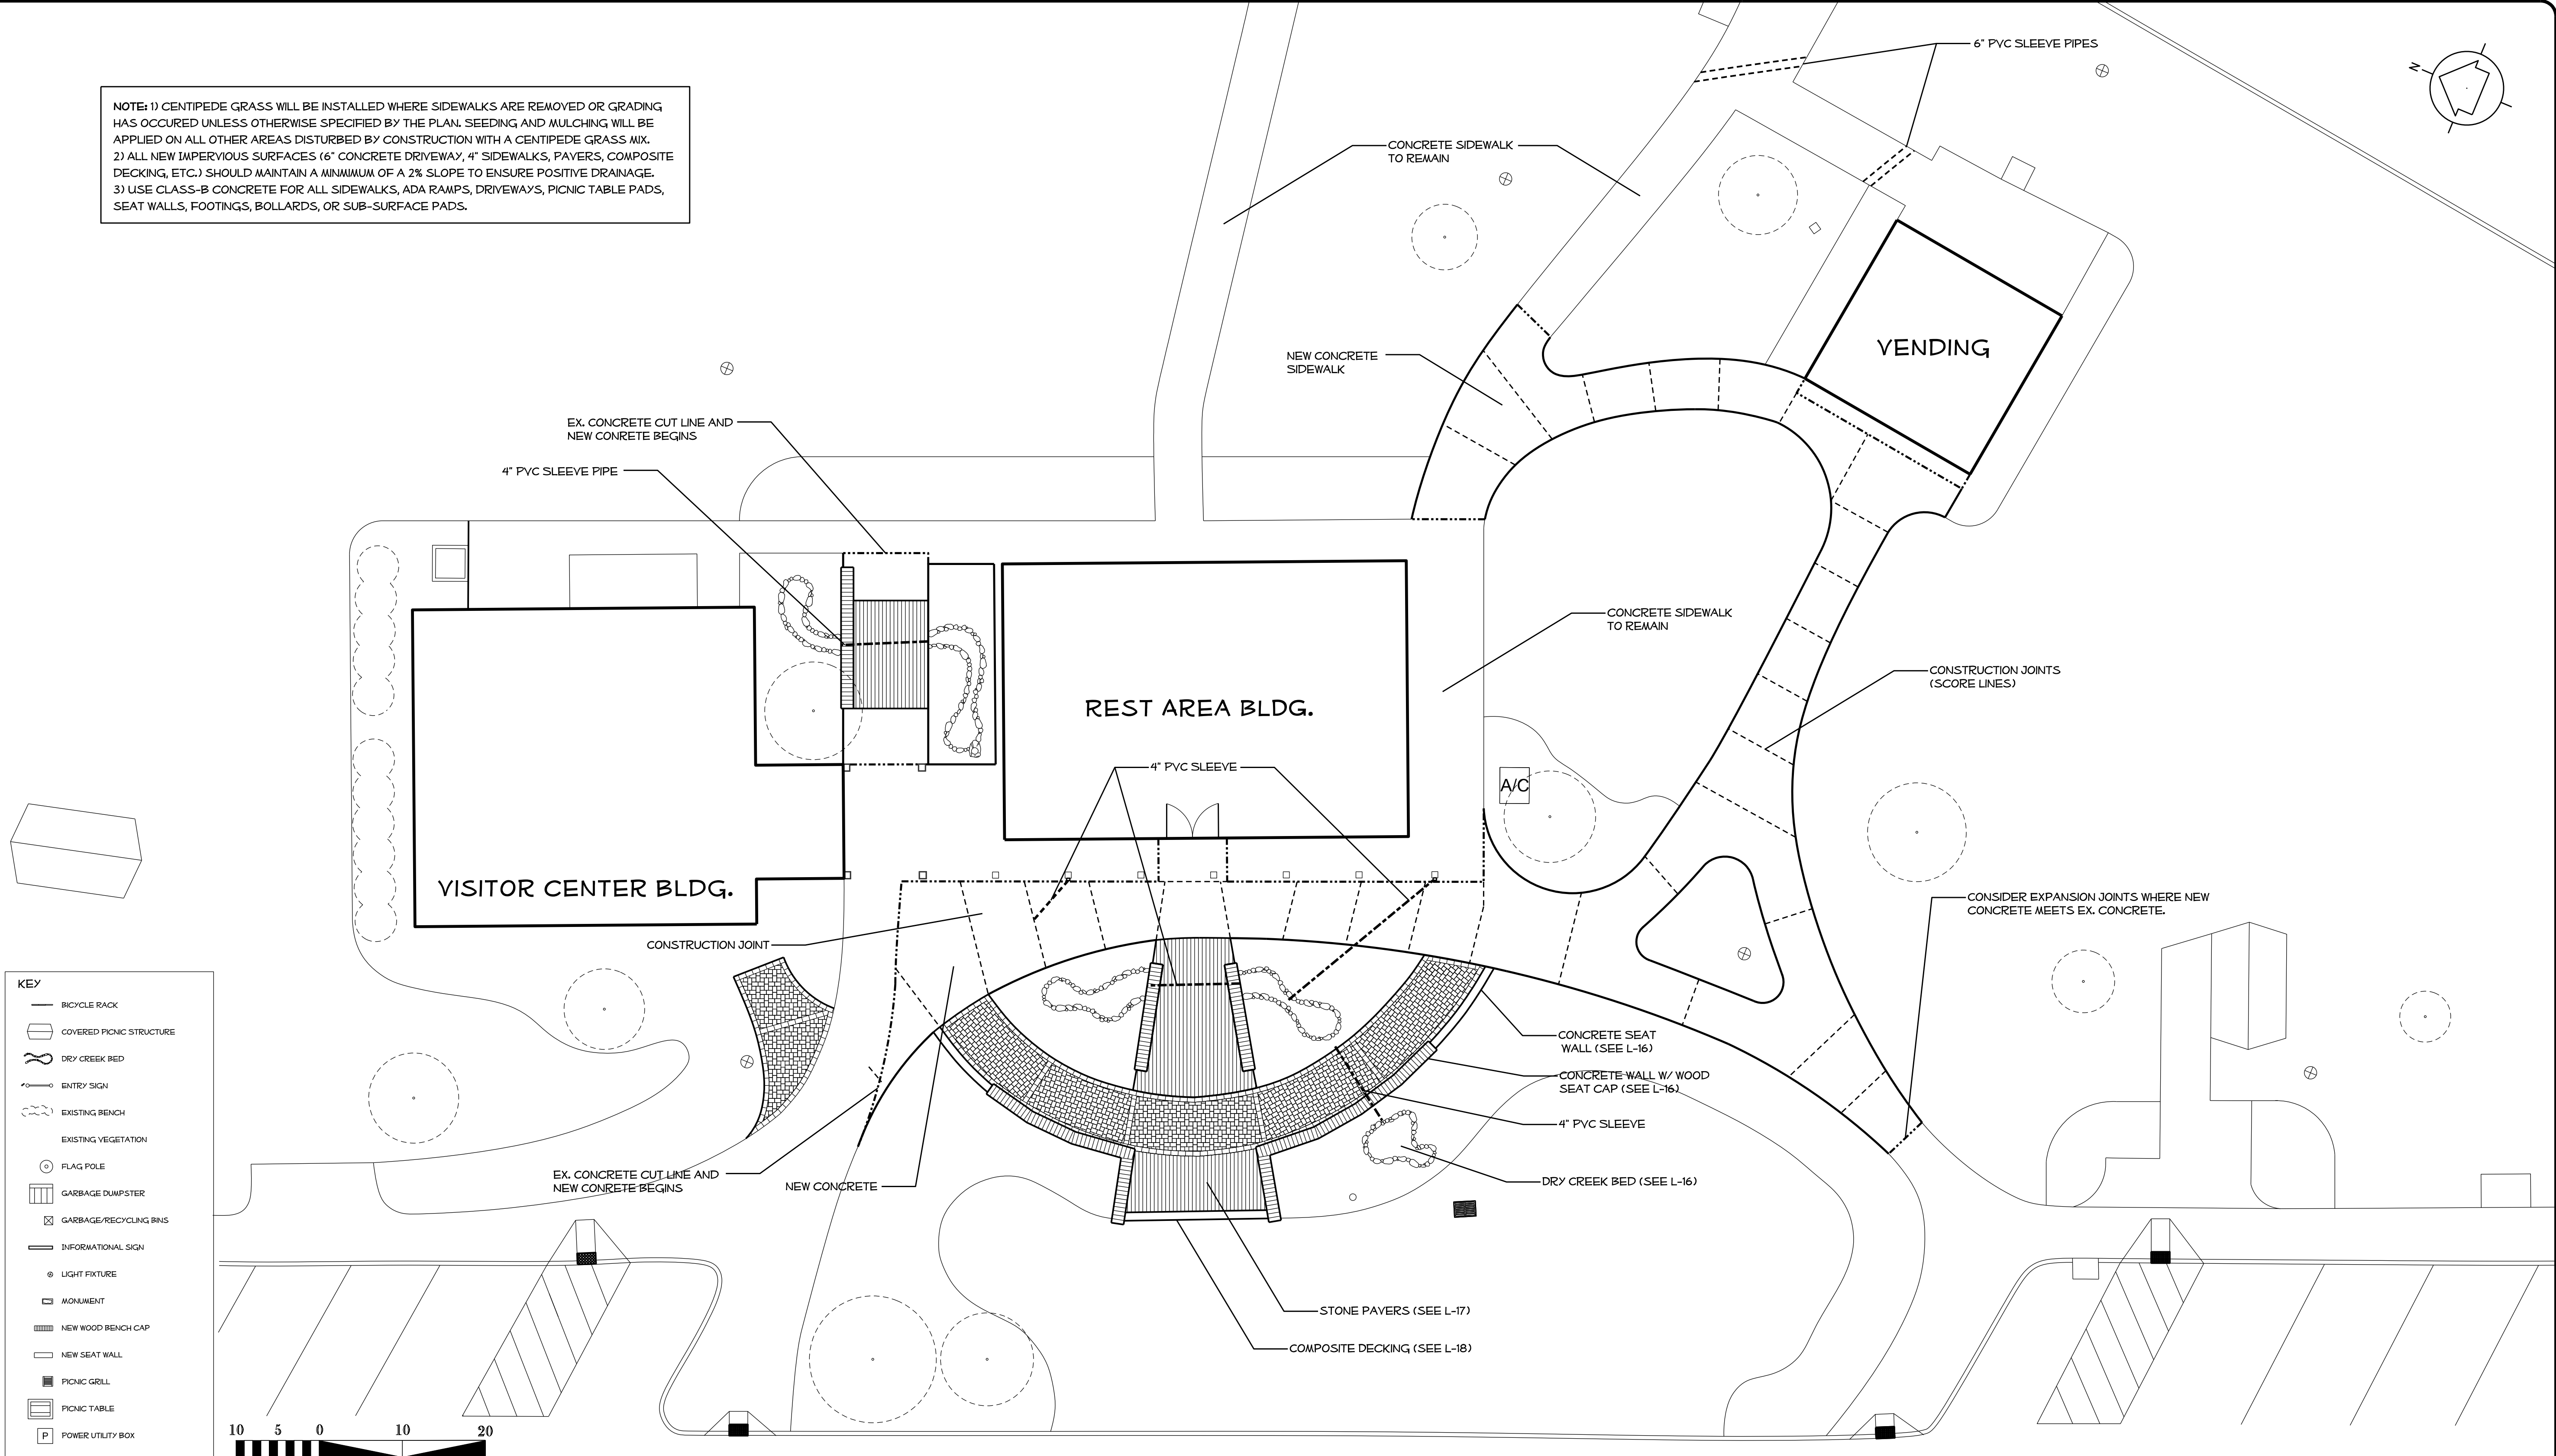 6" PVC SLEEVE PIPES
N
NOTE: 1) CENTIPEDE GRASS WILL BE INSTALLED WHERE SIDEWALKS ARE REMOVED OR GRADING
HAS OCCURED UNLESS OTHERWISE SPECIFIED BY THE PLAN. SEEDING AND MULCHING WILL BE
APPLIED ON ALL OTHER AREAS DISTURBED BY CONSTRUCTION WITH A CENTIPEDE GRASS MIX.
2) ALL NEW IMPERVIOUS SURFACES (6" CONCRETE DRIVEWAY, 4" SIDEWALKS, PAVERS, COMPOSITE
DECKING, ETC.) SHOULD MAINTAIN A MINMIMUM OF A 2% SLOPE TO ENSURE POSITIVE DRAINAGE.
3) USE CLASS-B CONCRETE FOR ALL SIDEWALKS, ADA RAMPS, DRIVEWAYS, PICNIC TABLE PADS,
SEAT WALLS, FOOTINGS, BOLLARDS, OR SUB-SURFACE PADS.
CONCRETE SIDEWALK
TO REMAIN
VENDING
NEW CONCRETE
SIDEWALK
EX. CONCRETE CUT LINE AND
NEW CONRETE BEGINS
4" PVC SLEEVE PIPE
CONCRETE SIDEWALK
TO REMAIN
CONSTRUCTION JOINTS
(SCORE LINES)
REST AREA BLDG.
4" PVC SLEEVE
A/C
VISITOR CENTER BLDG.
CONSIDER EXPANSION JOINTS WHERE NEW
CONCRETE MEETS EX. CONCRETE.
CONSTRUCTION JOINT
CONCRETE SEAT
WALL (SEE L-16)
CONCRETE WALL W/ WOOD
SEAT CAP (SEE L-16)
4" PVC SLEEVE
EX. CONCRETE CUT LINE AND
NEW CONRETE BEGINS
NEW CONCRETE
DRY CREEK BED (SEE L-16)
STONE PAVERS (SEE L-17)
COMPOSITE DECKING (SEE L-18)
KEY
BICYCLE RACK
COVERED PICNIC STRUCTURE
DRY CREEK BED
ENTRY SIGN
EXISTING BENCH
EXISTING VEGETATION
FLAG POLE
GARBAGE DUMPSTER
GARBAGE/RECYCLING BINS
INFORMATIONAL SIGN
LIGHT FIXTURE
MONUMENT
NEW WOOD BENCH CAP
NEW SEAT WALL
PICNIC GRILL
PICNIC TABLE
P POWER UTILITY BOX
10 5 0 10 20